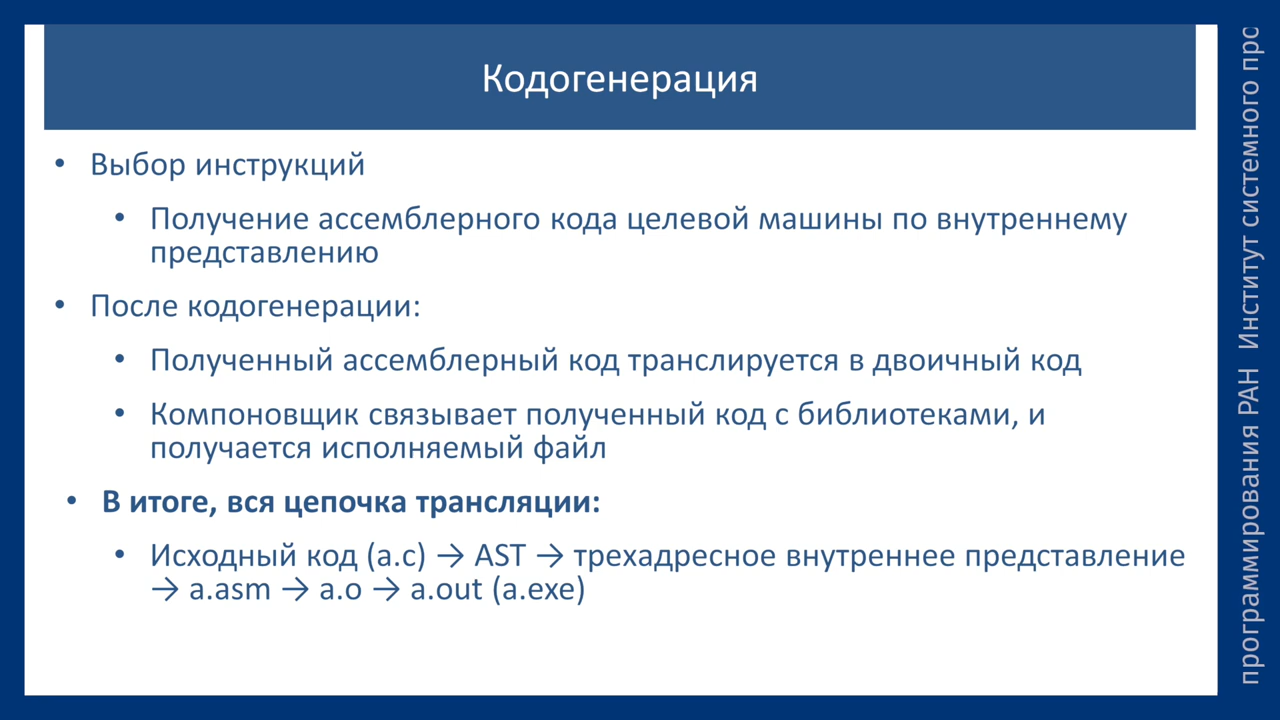 Кодогенерация
• Выбор инструкций
• Получение ассемблерного кода целевой машины по внутреннему
представлению
• После кодогенерации:
• Полученный ассемблерный код транслируется в двоичный код
• Компоновщик связывает полученный код с библиотеками, и
получается исполняемый файл
• В итоге, вся цепочка трансляции:
• Исходный код (a.c) → AST → трехадресное внутреннее представление
→ a.asm → a.o → a.out (a.exe)
программирования РАН Институт системного